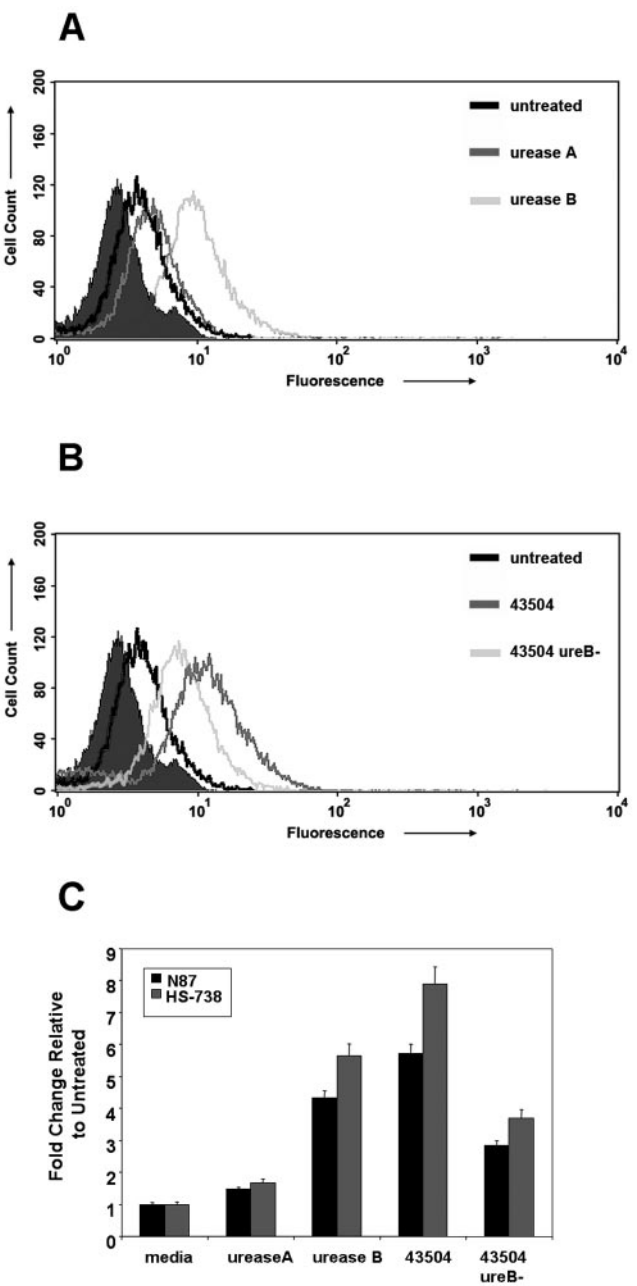 A
200
160
120
80
40
0
Cell Count
untreated
urease A
urease B
10^0 10^1 10^2 10^3 10^4
Fluorescence
B
200
160
120
80
40
0
Cell Count
untreated
43504
43504 ureB-
10^0 10^1 10^2 10^3 10^4
Fluorescence
C
Fold Change Relative
to Untreated
9
8
7
6
5
4
3
2
1
0
N87
HS-738
media ureaseA urease B 43504 43504
ureB-